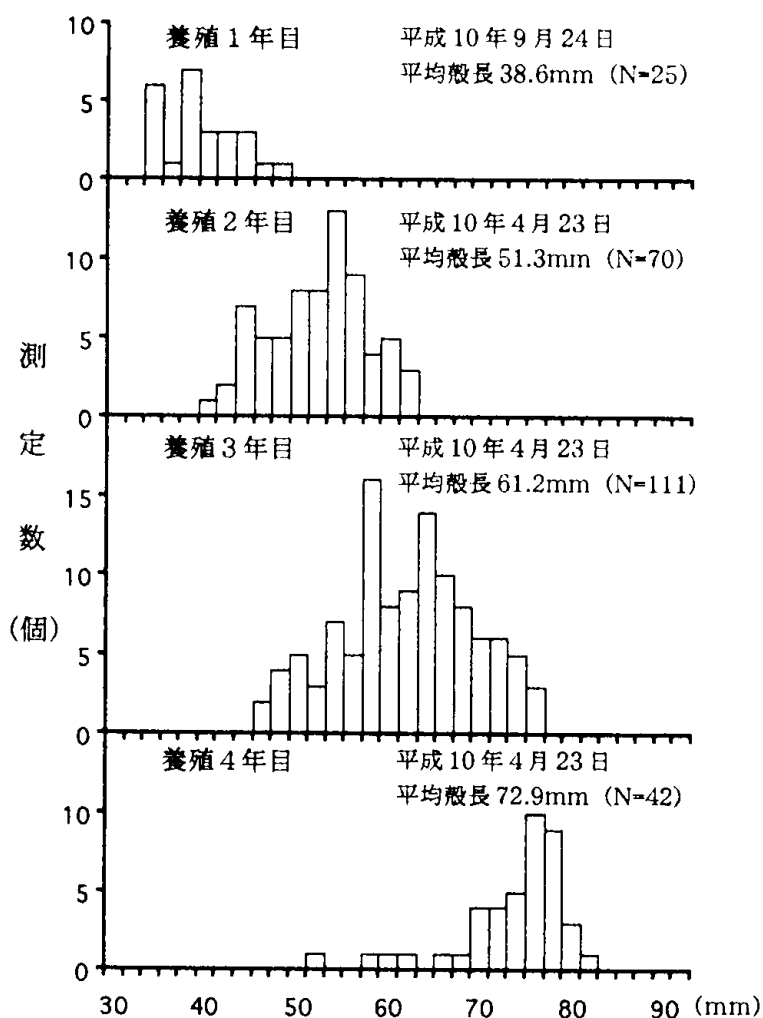 10
5
0
養殖1年目
平成10年9月24日
平均殻長38.6mm (N=25)
10
5
0
養殖2年目
平成10年4月23日
平均殻長51.3mm (N=70)
15
10
5
0
養殖3年目
平成10年4月23日
平均殻長61.2mm (N=111)
10
5
0
養殖4年目
平成10年4月23日
平均殻長72.9mm (N=42)
測定数(個)
30 40 50 60 70 80 90 (mm)